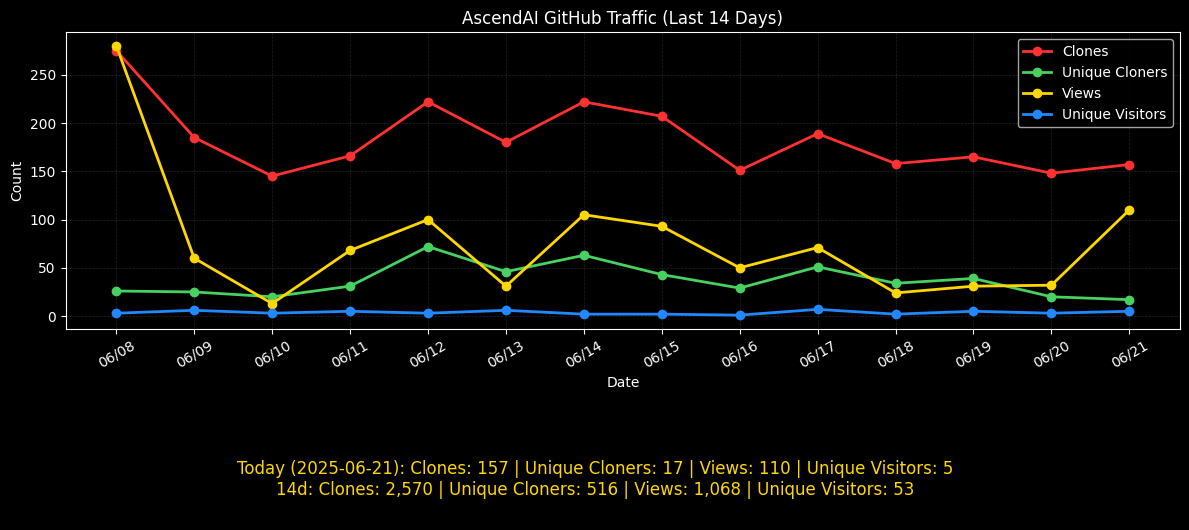 AscendAI GitHub Traffic (Last 14 Days)
Clones
Unique Cloners
Views
Unique Visitors
Count
250
200
150
100
50
0
06/08 06/09 06/10 06/11 06/12 06/13 06/14 06/15 06/16 06/17 06/18 06/19 06/20 06/21
Date
Today (2025-06-21): Clones: 157 | Unique Cloners: 17 | Views: 110 | Unique Visitors: 5
14d: Clones: 2,570 | Unique Cloners: 516 | Views: 1,068 | Unique Visitors: 53